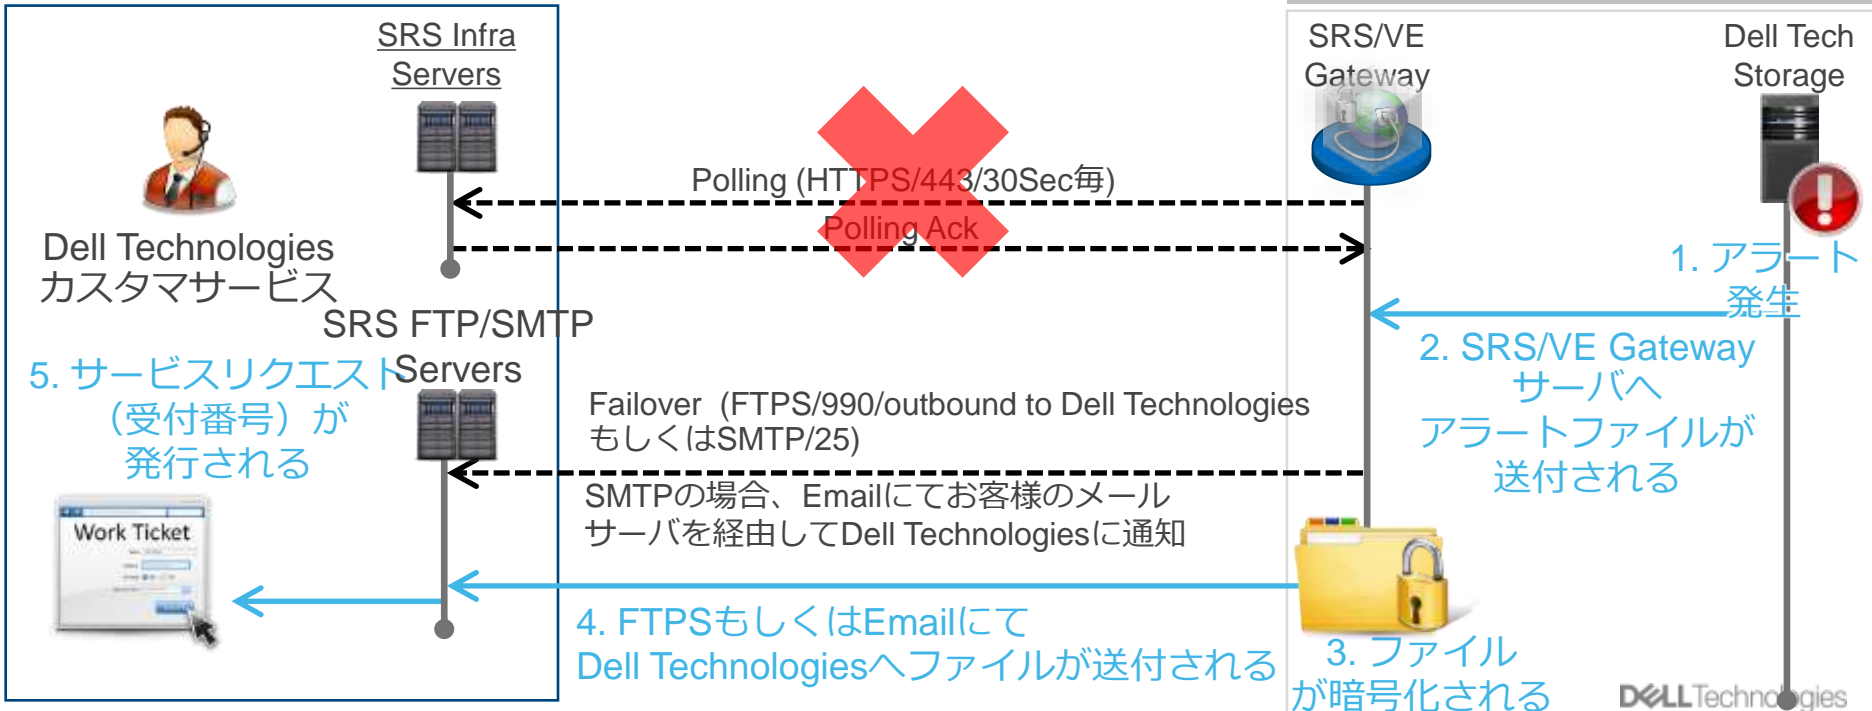 SRS Infra
Servers
SRS/VE
Gateway
Dell Tech
Storage
Polling (HTTPS/443/30Sec毎)
Polling Ack
Dell Technologies
カスタマサービス
1. アラート
発生
SRS FTP/SMTP
Servers
2. SRS/VE Gateway
サーバへ
アラートファイルが
送付される
5. サービスリクエスト
（受付番号）が
発行される
Failover (FTPS/990/outbound to Dell Technologies
もしくはSMTP/25)
SMTPの場合、Emailにてお客様のメール
サーバを経由してDell Technologiesに通知
Work Ticket
4. FTPSもしくはEmailにて
Dell Technologiesへファイルが送付される
3. ファイル
が暗号化される
DELLTechnologies